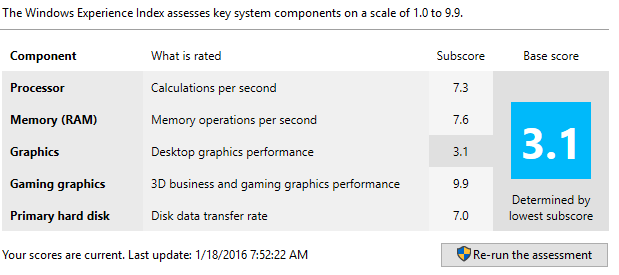 The Windows Experience Index assesses key system components on a scale of 1.0 to 9.9.
Component What is rated Subscore Base score
Processor Calculations per second 7.3
Memory (RAM) Memory operations per second 7.6
Graphics Desktop graphics performance 3.1
3.1
Gaming graphics 3D business and gaming graphics performance 9.9
Determined by
lowest subscore
Primary hard disk Disk data transfer rate 7.0
Your scores are current. Last update: 1/18/2016 7:52:22 AM
Re-run the assessment